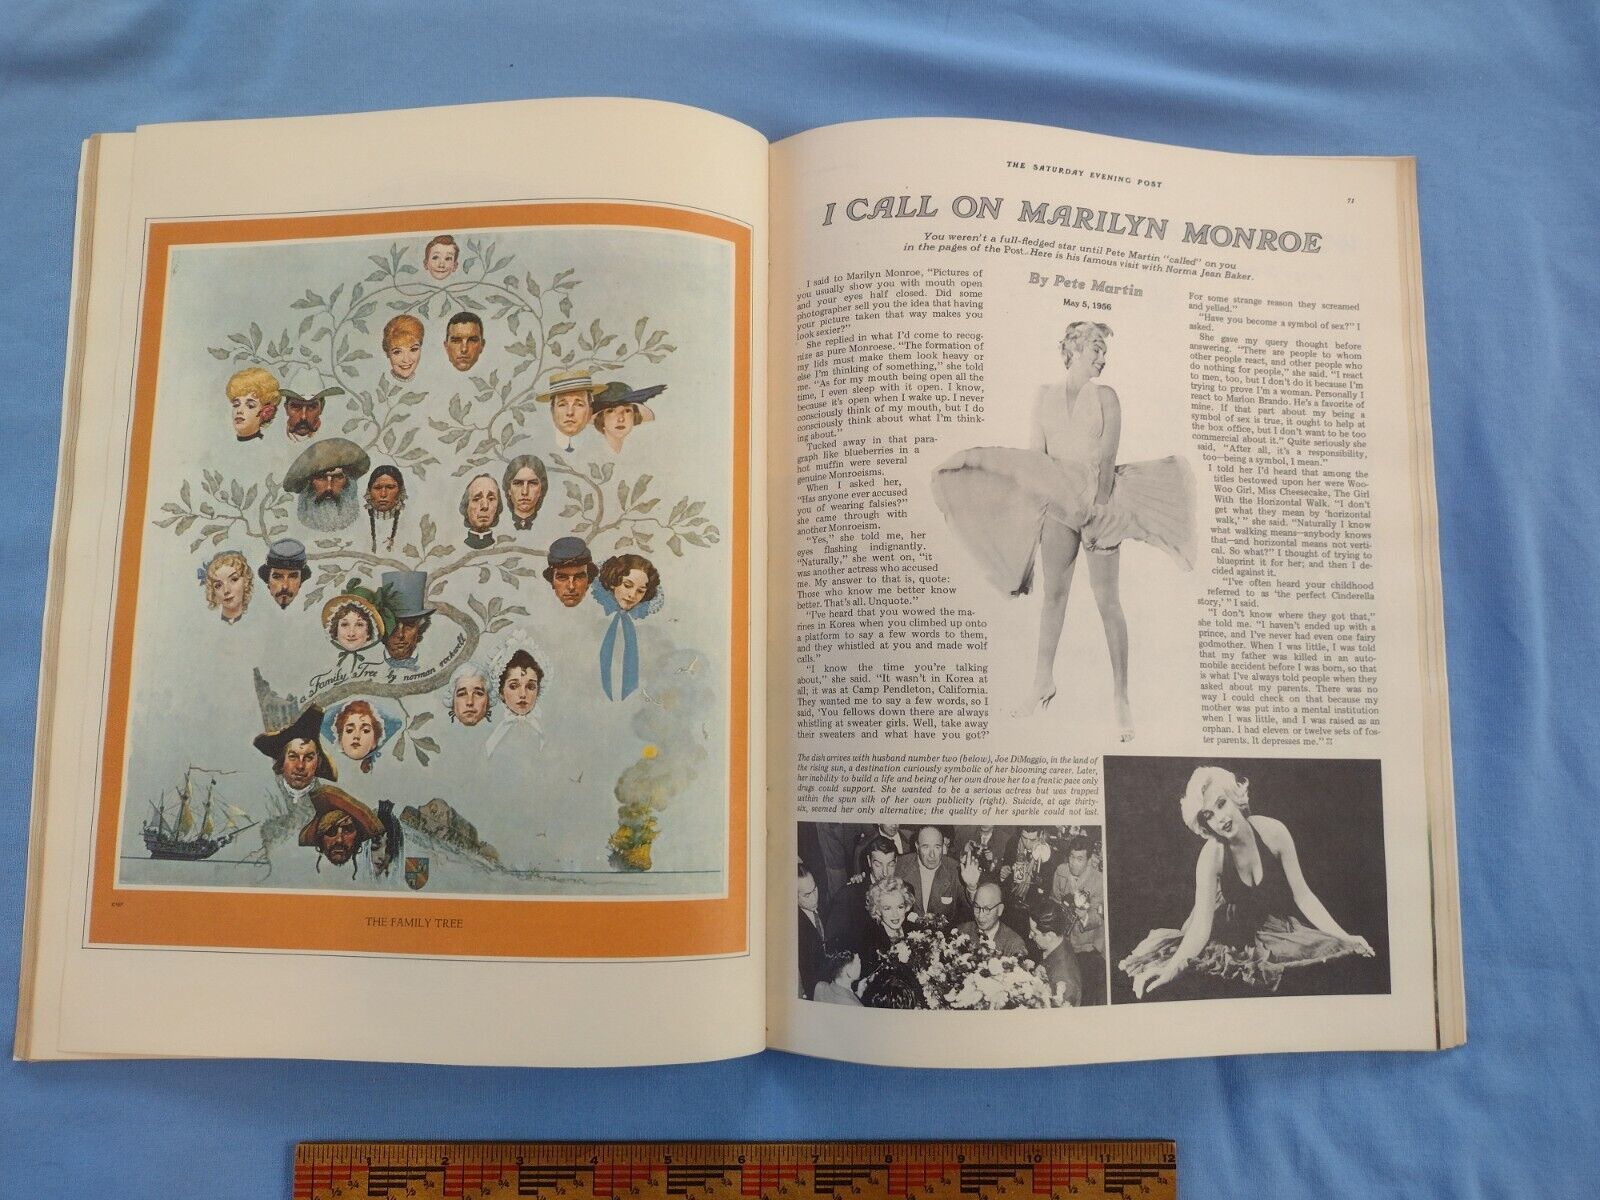 a Family Tree by norman rockwell
THE FAMILY TREE
THE SATURDAY EVENING POST
71
I CALL ON MARILYN MONROE
You weren't a full-fledged star until Pete Martin "called" on you
in the pages of the Post. Here is his famous visit with Norma Jean Baker.
By Pete Martin
May 5, 1956
I said to Marilyn Monroe, "Pictures of
you usually show you with mouth open
and your eyes half closed. Did some
photographer sell you the idea that having
your picture taken that way makes you
look sexier?"
She replied in what I'd come to recog-
nize as pure Monroese. "The formation of
my lids must make them look heavy or
else I'm thinking of something," she told
me. "As for my mouth being open all the
time, I even sleep with it open. I know,
because it's open when I wake up. I never
consciously think of my mouth, but I do
consciously think about what I'm think-
ing about."
Tucked away in that para-
graph like blueberries in a
hot muffin were several
genuine Monroeisms.
When I asked her,
"Has anyone ever accused
you of wearing falsies?"
she came through with
another Monroeism.
"Yes," she told me, her
eyes flashing indignantly.
"Naturally," she went on, "it
was another actress who accused
me. My answer to that is, quote:
Those who know me better know
better. That's all. Unquote."
"I've heard that you wowed the ma-
rines in Korea when you climbed up onto
a platform to say a few words to them,
and they whistled at you and made wolf
calls."
"I know the time you're talking
about," she said. "It wasn't in Korea at
all; it was at Camp Pendleton, California.
They wanted me to say a few words, so I
said, 'You fellows down there are always
whistling at sweater girls. Well, take away
their sweaters and what have you got?'
For some strange reason they screamed
and yelled."
"Have you become a symbol of sex?" I
asked.
She gave my query thought before
answering. "There are people to whom
other people react, and other people who
do nothing for people," she said. "I react
to men, too, but I don't do it because I'm
trying to prove I'm a woman. Personally I
react to Marlon Brando. He's a favorite of
mine. If that part about my being a
symbol of sex is true, it ought to help at
the box office, but I don't want to be too
commercial about it." Quite seriously she
said, "After all, it's a responsibility,
too—being a symbol, I mean."
I told her I'd heard that among the
titles bestowed upon her were Woo-
Woo Girl, Miss Cheesecake, The Girl
With the Horizontal Walk. "I don't
get what they mean by 'horizontal
walk,' " she said. "Naturally I know
what walking means—anybody knows
that—and horizontal means not verti-
cal. So what?" I thought of trying to
blueprint it for her; and then I de-
cided against it.
"I've often heard your childhood
referred to as 'the perfect Cinderella
story,' " I said.
"I don't know where they got that,"
she told me. "I haven't ended up with a
prince, and I've never had even one fairy
godmother. When I was little, I was told
that my father was killed in an auto-
mobile accident before I was born, so that
is what I've always told people when they
asked about my parents. There was no
way I could check on that because my
mother was put into a mental institution
when I was little, and I was raised as an
orphan. I had eleven or twelve sets of fos-
ter parents. It depresses me."
The dish arrives with husband number two (below), Joe DiMaggio, in the land of
the rising sun, a destination curiously symbolic of her blooming career. Later,
her inability to build a life and being of her own drove her to a frantic pace only
drugs could support. She wanted to be a serious actress but was trapped
within the spun silk of her own publicity (right). Suicide, at age thirty-
six, seemed her only alternative; the quality of her sparkle could not last.
1 2 3 4 5 6 7 8 9 10 11 12